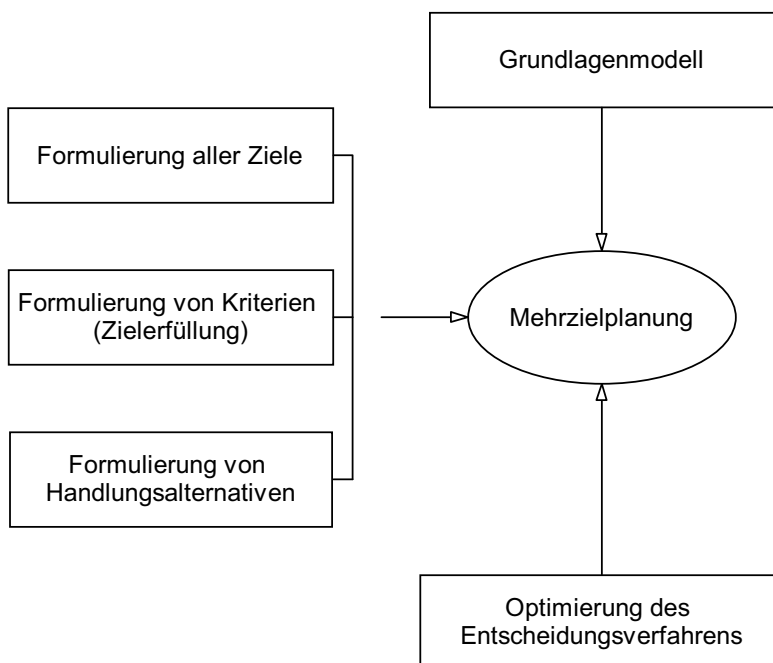 Grundlagenmodell
Formulierung aller Ziele
Formulierung von Kriterien
(Zielerfüllung)
Mehrzielplanung
Formulierung von
Handlungsalternativen
Optimierung des
Entscheidungsverfahrens